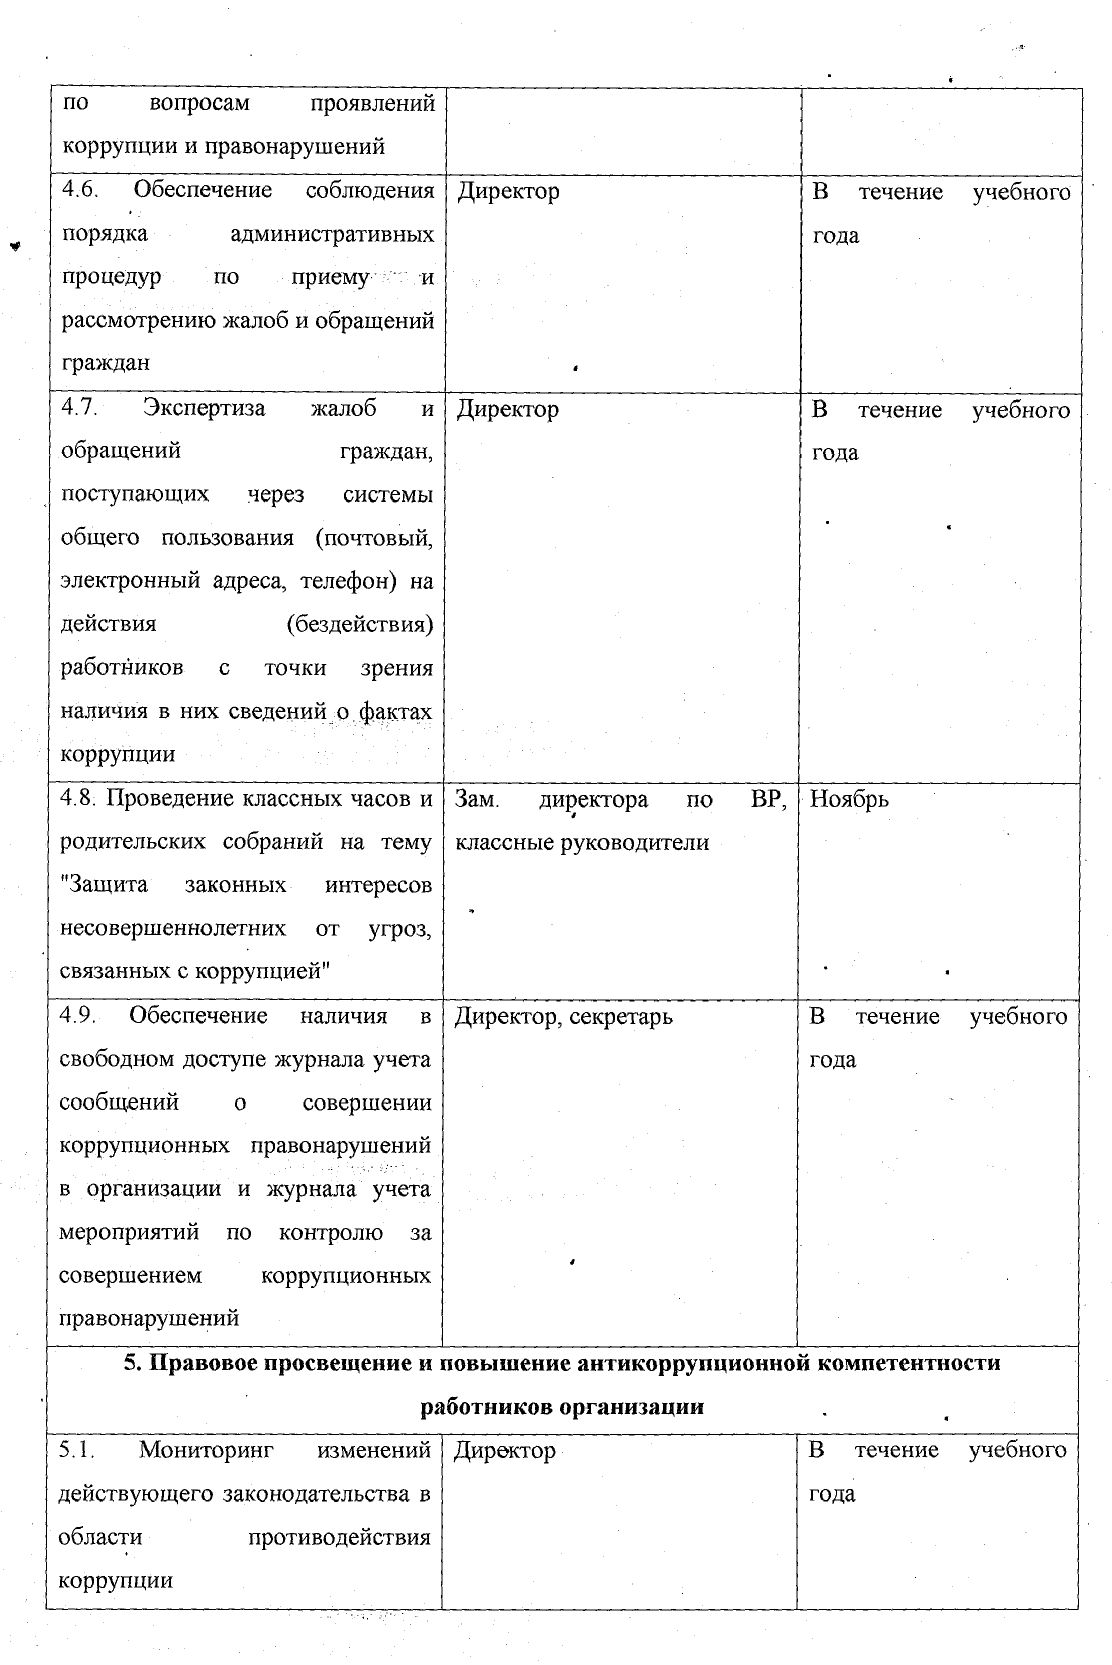 по вопросам проявлений
коррупции и правонарушений
4.6. Обеспечение соблюдения
порядка административных
процедур по приему и
рассмотрению жалоб и обращений
граждан
Директор
В течение учебного
года
4.7. Экспертиза жалоб и
обращений граждан,
поступающих через системы
общего пользования (почтовый,
электронный адреса, телефон) на
действия (бездействия)
работников с точки зрения
наличия в них сведений о фактах
коррупции
Директор
В течение учебного
года
4.8. Проведение классных часов и
родительских собраний на тему
"Защита законных интересов
несовершеннолетних от угроз,
связанных с коррупцией"
Зам. директора по ВР,
классные руководители
Ноябрь
4.9. Обеспечение наличия в
свободном доступе журнала учета
сообщений о совершении
коррупционных правонарушений
в организации и журнала учета
мероприятий по контролю за
совершением коррупционных
правонарушений
Директор, секретарь
В течение учебного
года
5. Правовое просвещение и повышение антикоррупционной компетентности
работников организации
5.1. Мониторинг изменений
действующего законодательства в
области противодействия
коррупции
Директор
В течение учебного
года